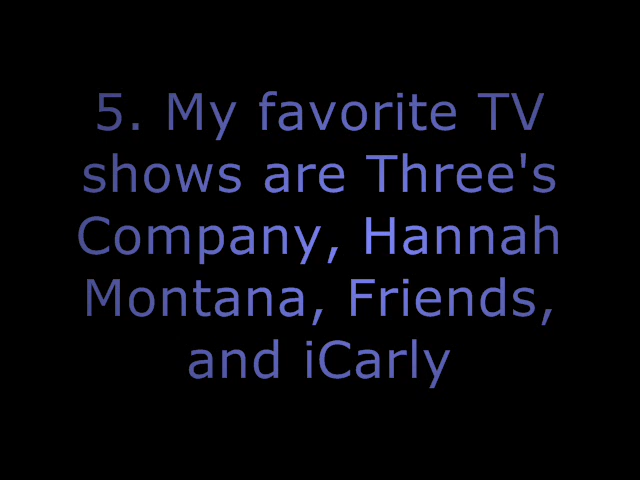 5. My favorite TV
shows are Three's
Company, Hannah
Montana, Friends,
and iCarly